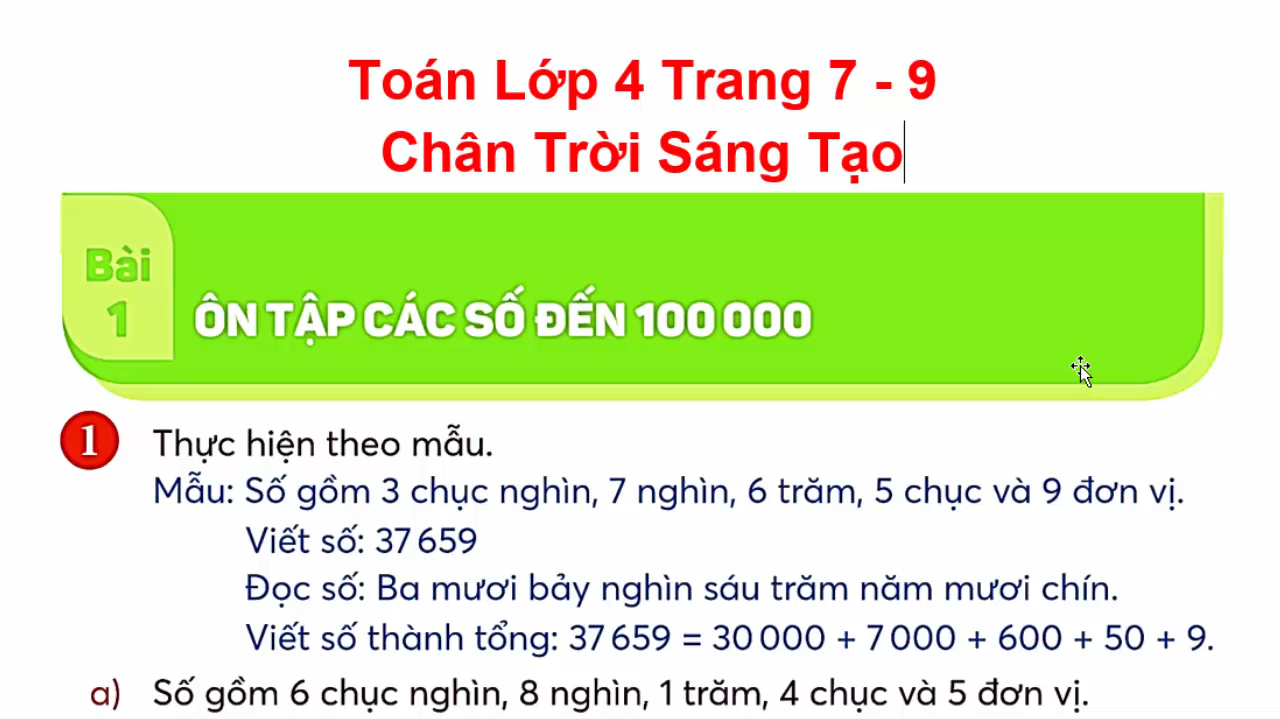 Toán Lớp 4 Trang 7 - 9
Chân Trời Sáng Tạo
Bài
1
ÔN TẬP CÁC SỐ ĐẾN 100 000
1 Thực hiện theo mẫu.
Mẫu: Số gồm 3 chục nghìn, 7 nghìn, 6 trăm, 5 chục và 9 đơn vị.
Viết số: 37 659
Đọc số: Ba mươi bảy nghìn sáu trăm năm mươi chín.
Viết số thành tổng: 37 659 = 30 000 + 7 000 + 600 + 50 + 9.
a) Số gồm 6 chục nghìn, 8 nghìn, 1 trăm, 4 chục và 5 đơn vị.